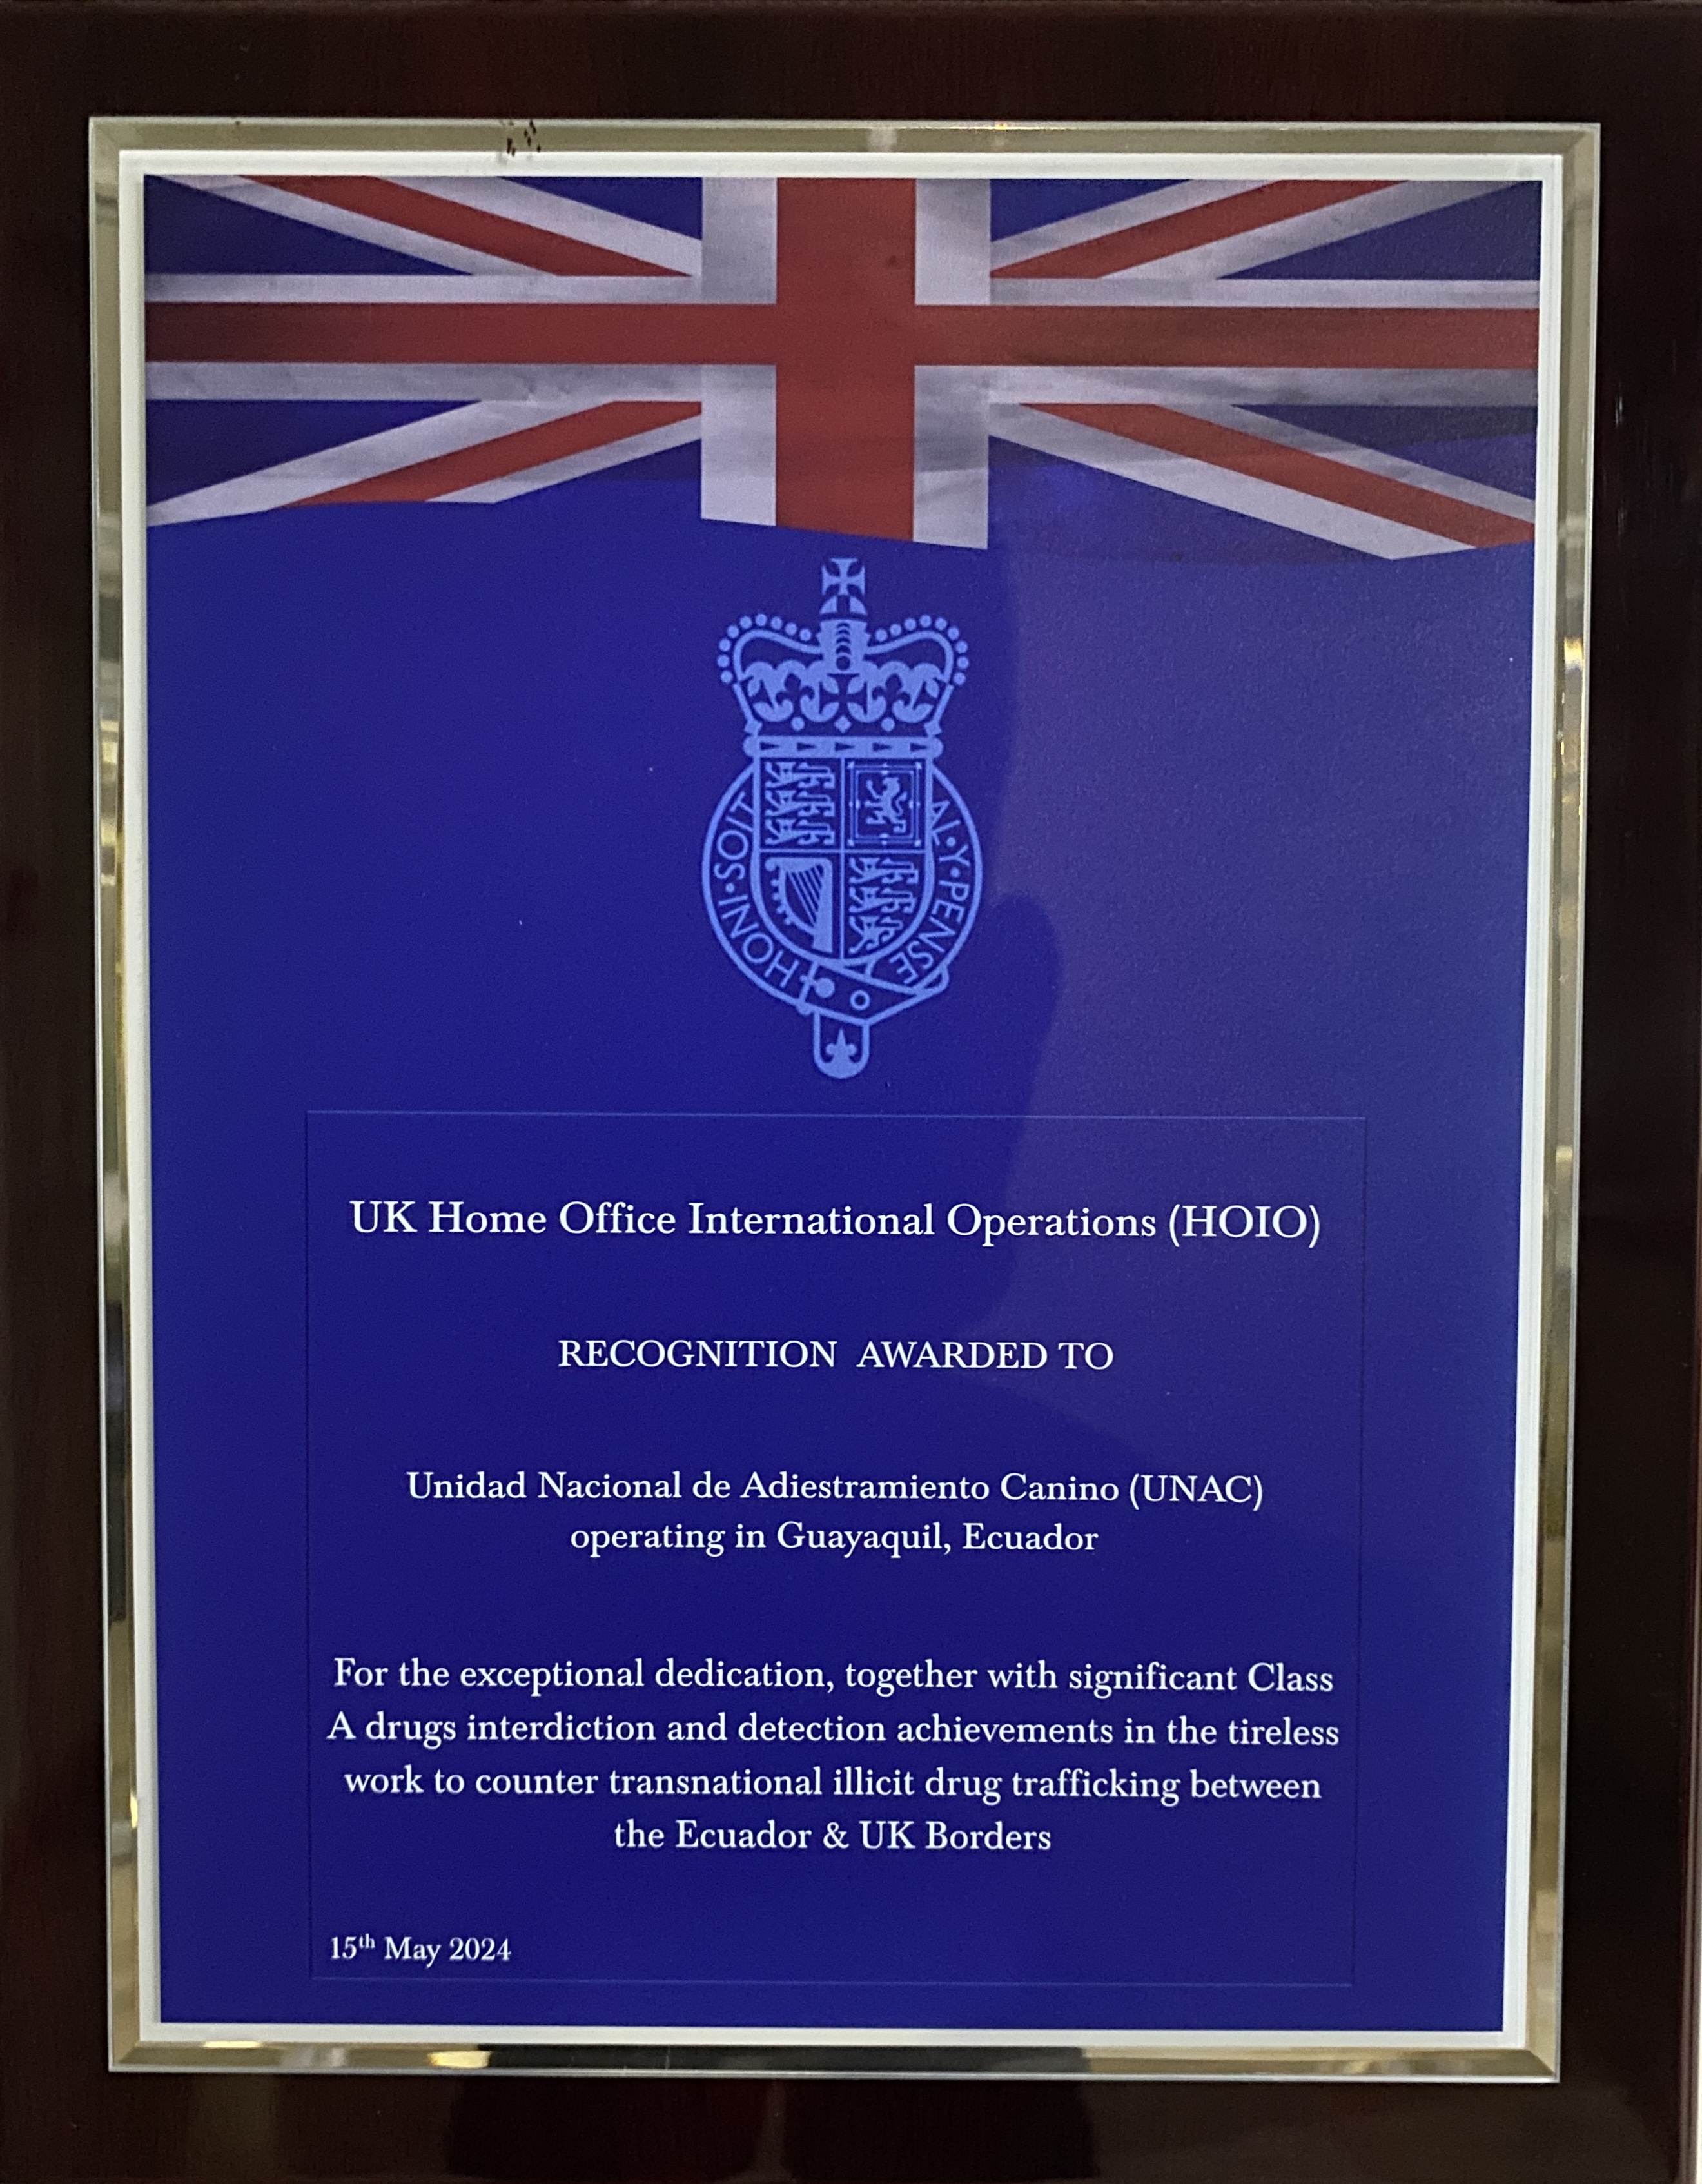 HONI · SOIT
AL · Y · PENSE
UK Home Office International Operations (HOIO)
RECOGNITION AWARDED TO
Unidad Nacional de Adiestramiento Canino (UNAC)
operating in Guayaquil, Ecuador
For the exceptional dedication, together with significant Class
A drugs interdiction and detection achievements in the tireless
work to counter transnational illicit drug trafficking between
the Ecuador & UK Borders
15th May 2024